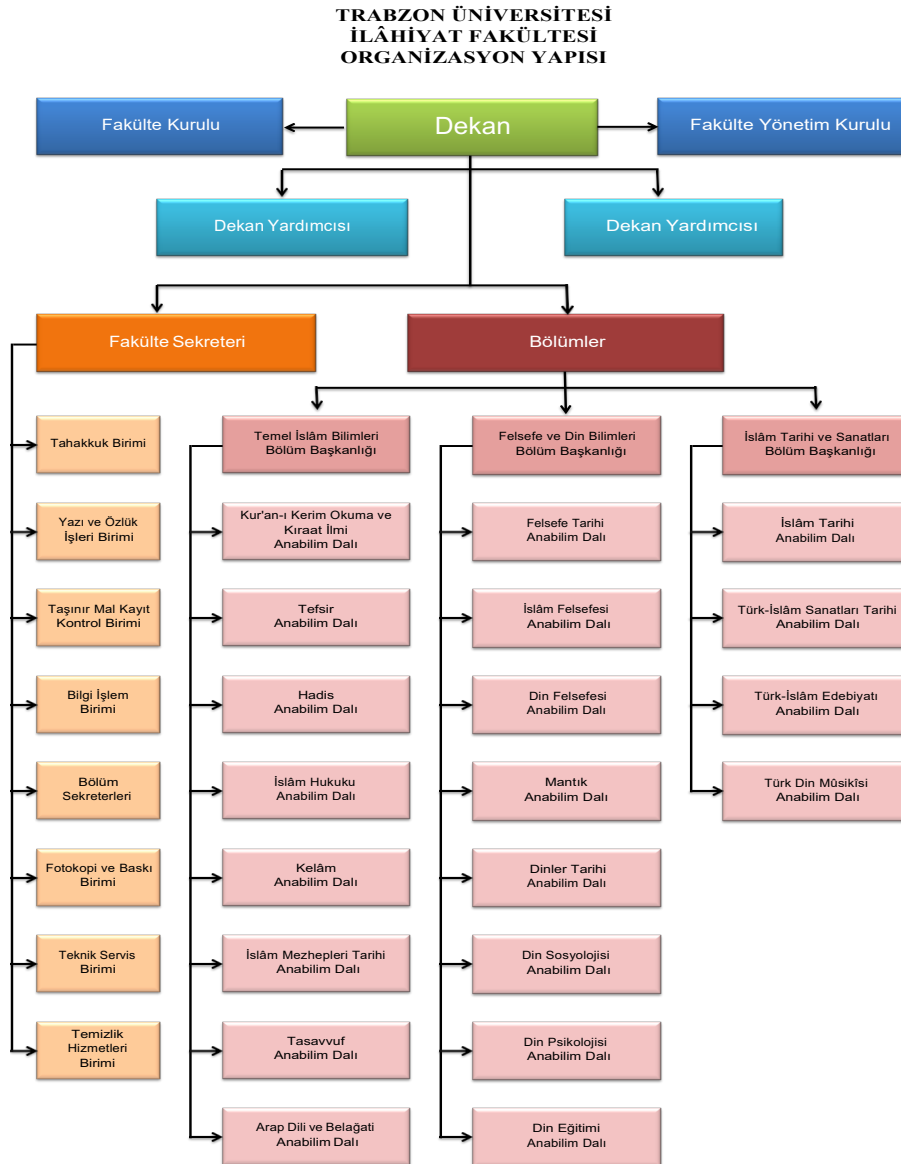 TRABZON ÜNİVERSİTESİ
İLÂHİYAT FAKÜLTESİ
ORGANİZASYON YAPISI
Fakülte Kurulu
Dekan
Fakülte Yönetim Kurulu
Dekan Yardımcısı
Dekan Yardımcısı
Fakülte Sekreteri
Bölümler
Tahakkuk Birimi
Yazı ve Özlük
İşleri Birimi
Taşınır Mal Kayıt
Kontrol Birimi
Bilgi İşlem
Birimi
Bölüm
Sekreterleri
Fotokopi ve Baskı
Birimi
Teknik Servis
Birimi
Temizlik
Hizmetleri
Birimi
Temel İslâm Bilimleri
Bölüm Başkanlığı
Kur'an-ı Kerim Okuma ve
Kıraat İlmi
Anabilim Dalı
Tefsir
Anabilim Dalı
Hadis
Anabilim Dalı
İslâm Hukuku
Anabilim Dalı
Kelâm
Anabilim Dalı
İslâm Mezhepleri Tarihi
Anabilim Dalı
Tasavvuf
Anabilim Dalı
Arap Dili ve Belağati
Anabilim Dalı
Felsefe ve Din Bilimleri
Bölüm Başkanlığı
Felsefe Tarihi
Anabilim Dalı
İslâm Felsefesi
Anabilim Dalı
Din Felsefesi
Anabilim Dalı
Mantık
Anabilim Dalı
Dinler Tarihi
Anabilim Dalı
Din Sosyolojisi
Anabilim Dalı
Din Psikolojisi
Anabilim Dalı
Din Eğitimi
Anabilim Dalı
İslâm Tarihi ve Sanatları
Bölüm Başkanlığı
İslâm Tarihi
Anabilim Dalı
Türk-İslâm Sanatları Tarihi
Anabilim Dalı
Türk-İslâm Edebiyatı
Anabilim Dalı
Türk Din Mûsikîsi
Anabilim Dalı